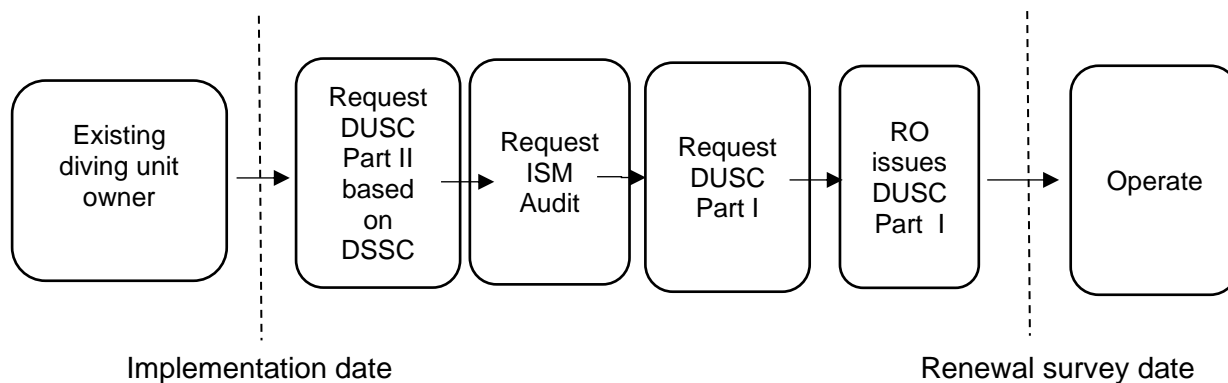 Existing
diving unit
owner
Request
DUSC
Part II
based
on
DSSC
Request
ISM
Audit
Request
DUSC
Part I
RO
issues
DUSC
Part I
Operate
Implementation date
Renewal survey date